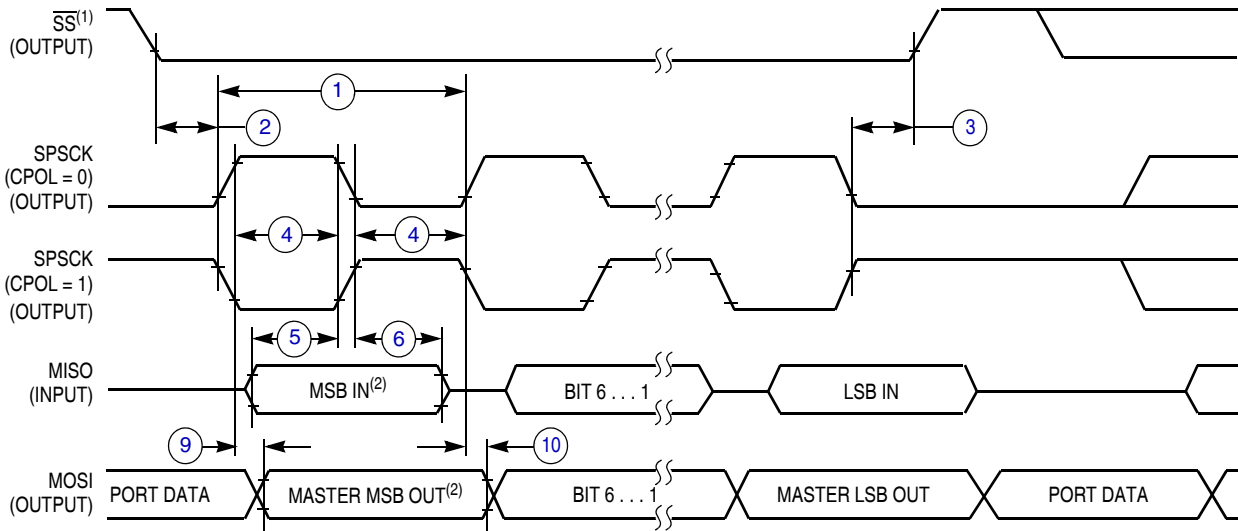 SS(1)
(OUTPUT)
1
2
3
SPSCK
(CPOL = 0)
(OUTPUT)
4
4
SPSCK
(CPOL = 1)
(OUTPUT)
5
6
MISO
(INPUT)
MSB IN(2)
BIT 6 . . . 1
LSB IN
9
10
MOSI
(OUTPUT)
PORT DATA
MASTER MSB OUT(2)
BIT 6 . . . 1
MASTER LSB OUT
PORT DATA